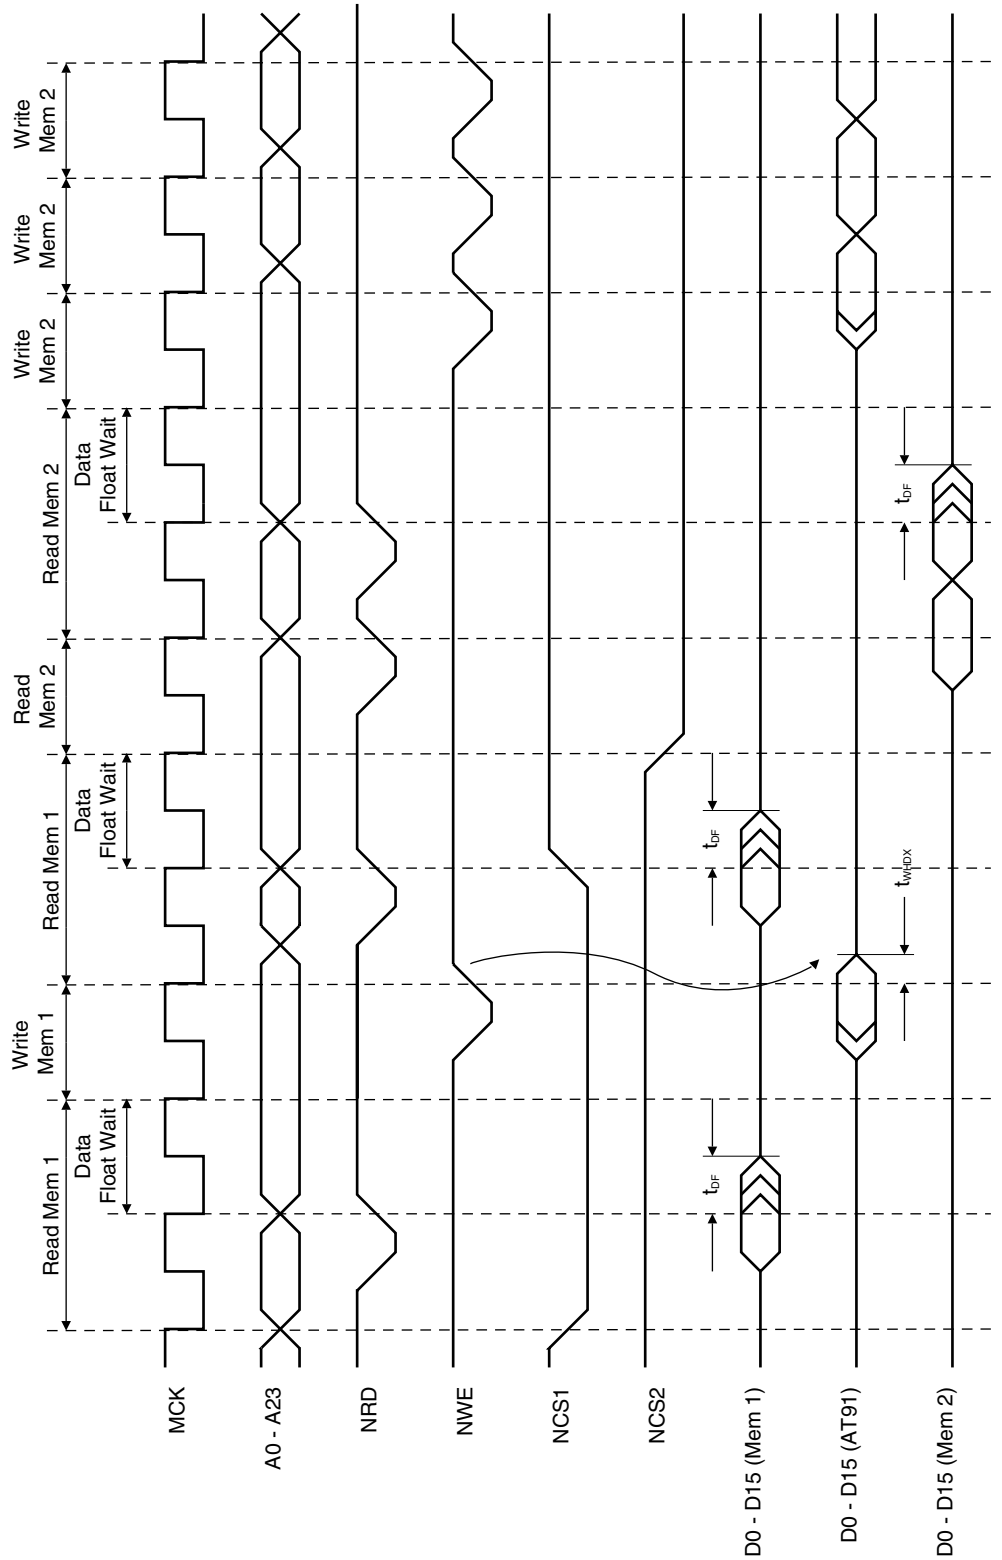 Read Mem 1
Write
Mem 1
Read Mem 1
Read
Mem 2
Read Mem 2
Write
Mem 2
Write
Mem 2
Write
Mem 2
Data
Float Wait
Data
Float Wait
Data
Float Wait
MCK
A0 - A23
NRD
NWE
NCS1
NCS2
D0 - D15 (Mem 1)
tDF
tDF
D0 - D15 (AT91)
tWHDX
D0 - D15 (Mem 2)
tDF